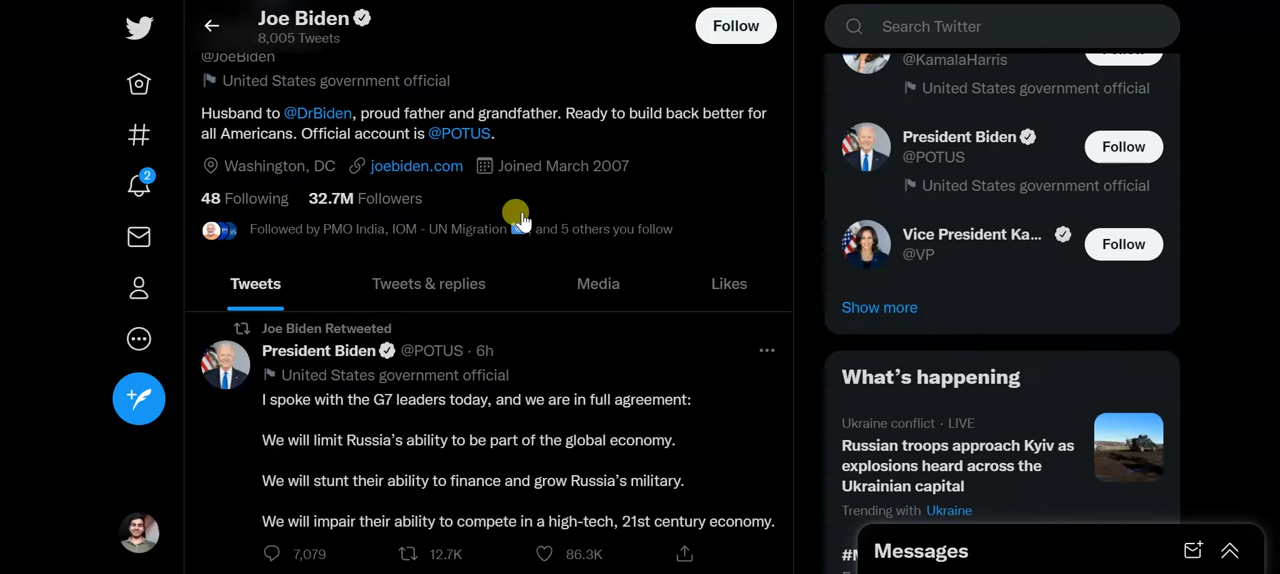 Joe Biden
8,005 Tweets
Follow
@JoeBiden
United States government official
Husband to @DrBiden, proud father and grandfather. Ready to build back better for
all Americans. Official account is @POTUS.
Washington, DC joebiden.com Joined March 2007
48 Following 32.7M Followers
Followed by PMO India, IOM - UN Migration and 5 others you follow
Tweets Tweets & replies Media Likes
Joe Biden Retweeted
President Biden @POTUS · 6h
United States government official
I spoke with the G7 leaders today, and we are in full agreement:
We will limit Russia's ability to be part of the global economy.
We will stunt their ability to finance and grow Russia's military.
We will impair their ability to compete in a high-tech, 21st century economy.
7,079 12.7K 86.3K
2
Search Twitter
@KamalaHarris
United States government official
President Biden
@POTUS
Follow
United States government official
Vice President Ka...
@VP
Follow
Show more
What's happening
Ukraine conflict · LIVE
Russian troops approach Kyiv as
explosions heard across the
Ukrainian capital
Trending with Ukraine
Messages